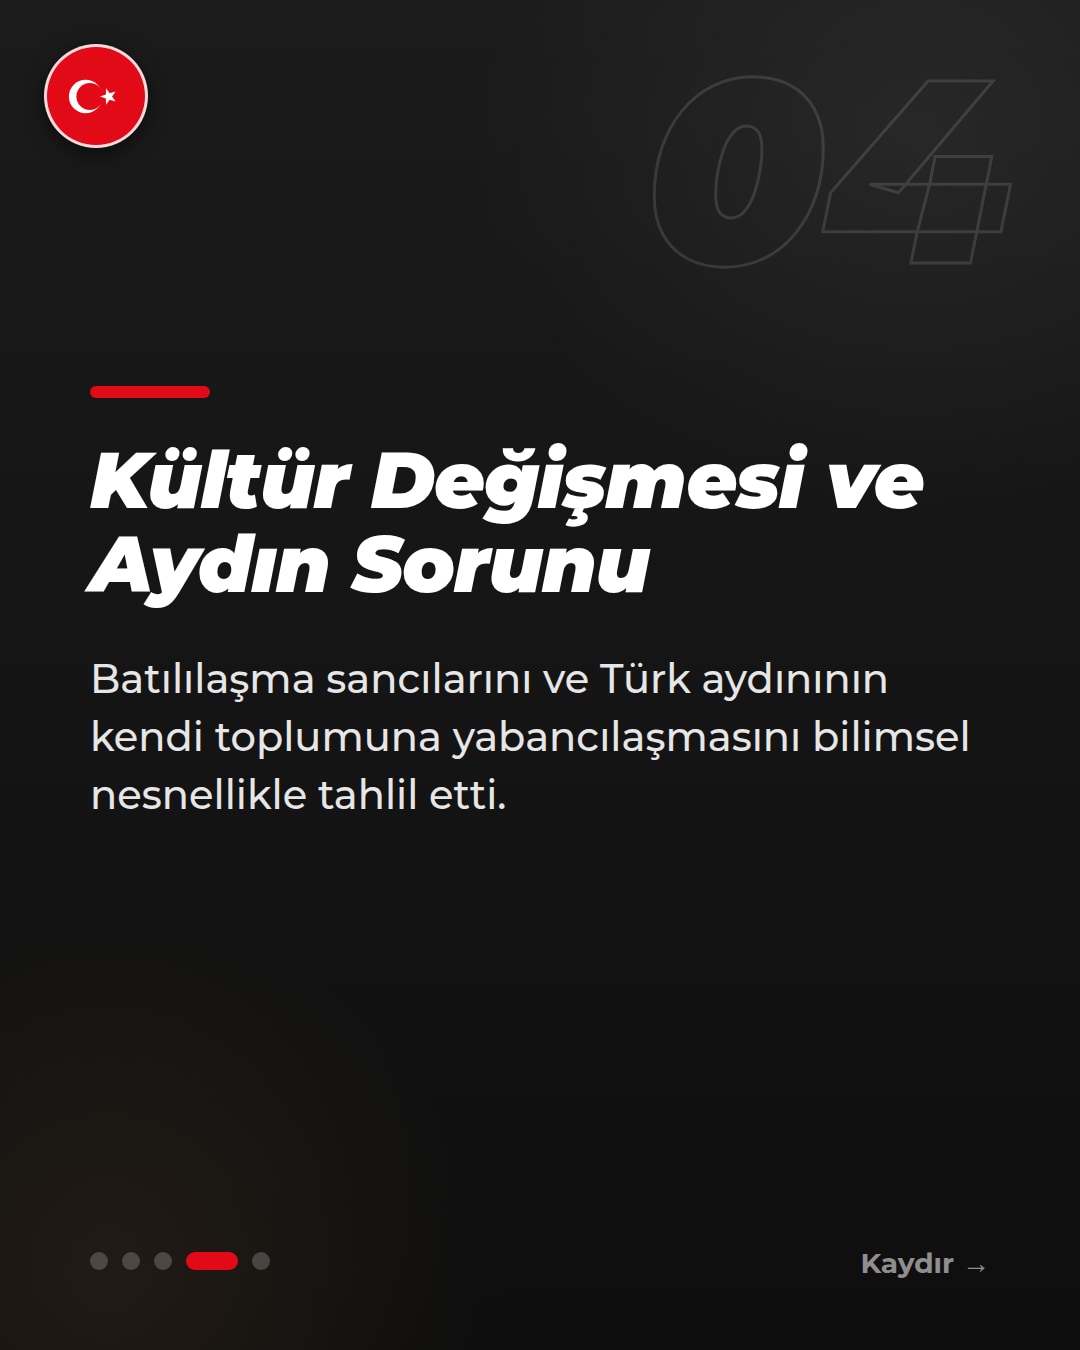 04
Kültür Değişmesi ve
Aydın Sorunu
Batılılaşma sancılarını ve Türk aydınının
kendi toplumuna yabancılaşmasını bilimsel
nesnellikle tahlil etti.
Kaydır →